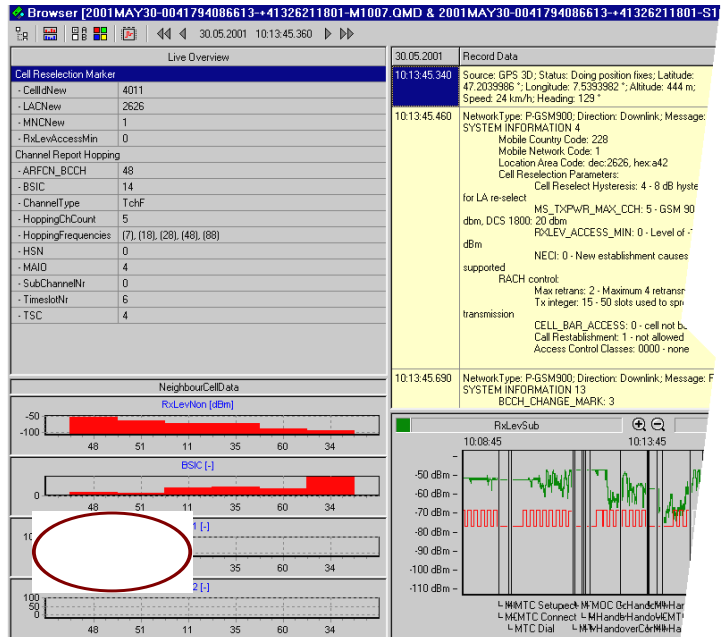 Browser [2001MAY30-0041794086613-+41326211801-M1007.QMD & 2001MAY30-0041794086613-+41326211801-S1
30.05.2001 10:13:45.360
Live Overview
Cell Reselection Marker
- CellIdNew 4011
- LACNew 2626
- MNCNew 1
- RxLevAccessMin 0
Channel Report Hopping
- ARFCN_BCCH 48
- BSIC 14
- ChannelType TchF
- HoppingChCount 5
- HoppingFrequencies (7), (18), (28), (48), (88)
- HSN 0
- MAIO 4
- SubChannelNr 0
- TimeslotNr 6
- TSC 4
NeighbourCellData
RxLevNon [dBm]
-50
-100
48 51 11 35 60 34
BSIC [-]
0
48 51 11 35 60 34
1 [-]
35 60 34
2 [-]
100
50
0
48 51 11 35 60 34
30.05.2001 Record Data
10:13:45.340 Source: GPS 3D; Status: Doing position fixes; Latitude:
47.2039986 °; Longitude: 7.5393982 °; Altitude: 444 m;
Speed: 24 km/h; Heading: 129 °
10:13:45.460 NetworkType: P-GSM900; Direction: Downlink; Message:
SYSTEM INFORMATION 4
Mobile Country Code: 228
Mobile Network Code: 1
Location Area Code: dec:2626, hex:a42
Cell Reselection Parameters:
Cell Reselect Hysteresis: 4 - 8 dB hyste
for LA re-select
MS_TXPWR_MAX_CCH: 5 - GSM 90
dbm, DCS 1800: 20 dbm
RXLEV_ACCESS_MIN: 0 - Level of -
dBm
NECI: 0 - New establishment causes
supported
RACH control:
Max retrans: 2 - Maximum 4 retransr
Tx integer: 15 - 50 slots used to spre
transmission
CELL_BAR_ACCESS: 0 - cell not b
Call Restablishment: 1 - not allowed
Access Control Classes: 0000 - none
10:13:45.690 NetworkType: P-GSM900; Direction: Downlink; Message: F
SYSTEM INFORMATION 13
BCCH_CHANGE_MARK: 3
RxLevSub
10:08:45 10:13:45
-50 dBm
-60 dBm
-70 dBm
-80 dBm
-90 dBm
-100 dBm
-110 dBm
MTC Setup MOC
MTC Connect
MTC Dial Handover